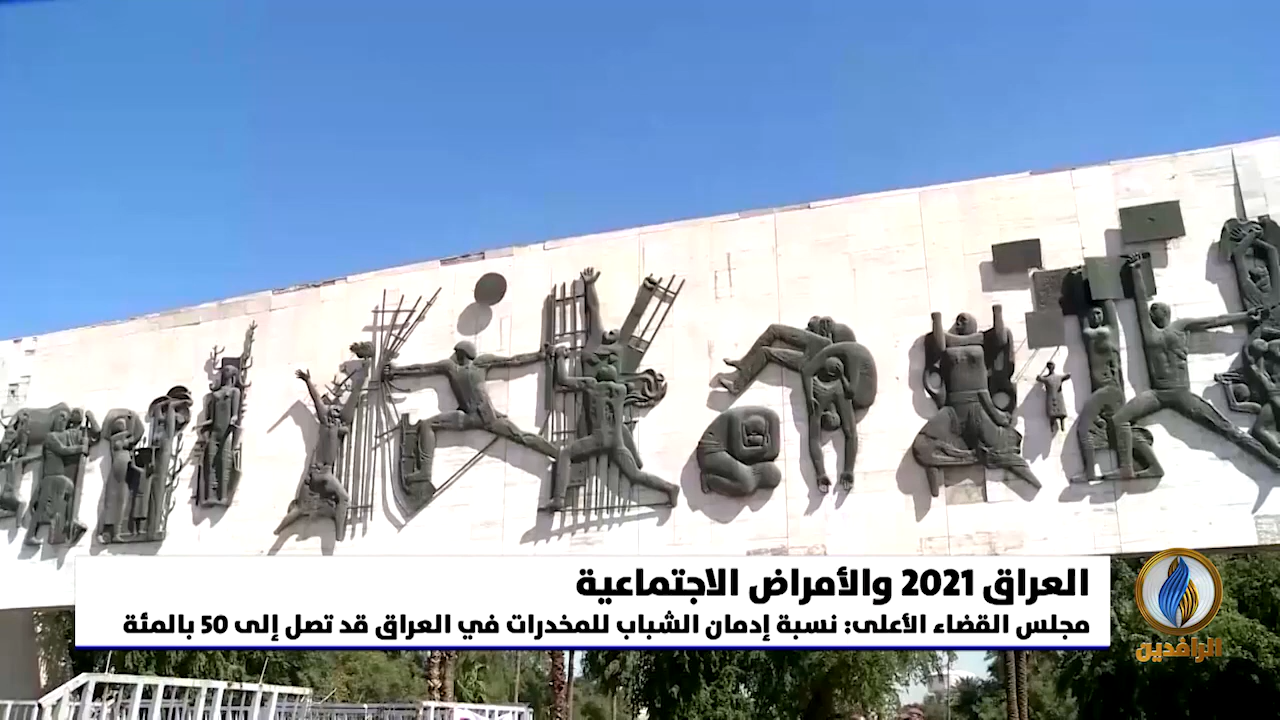 العراق 2021 والأمراض الاجتماعية
مجلس القضاء الأعلى: نسبة إدمان الشباب للمخدرات في العراق قد تصل إلى 50 بالمئة
الرافدين